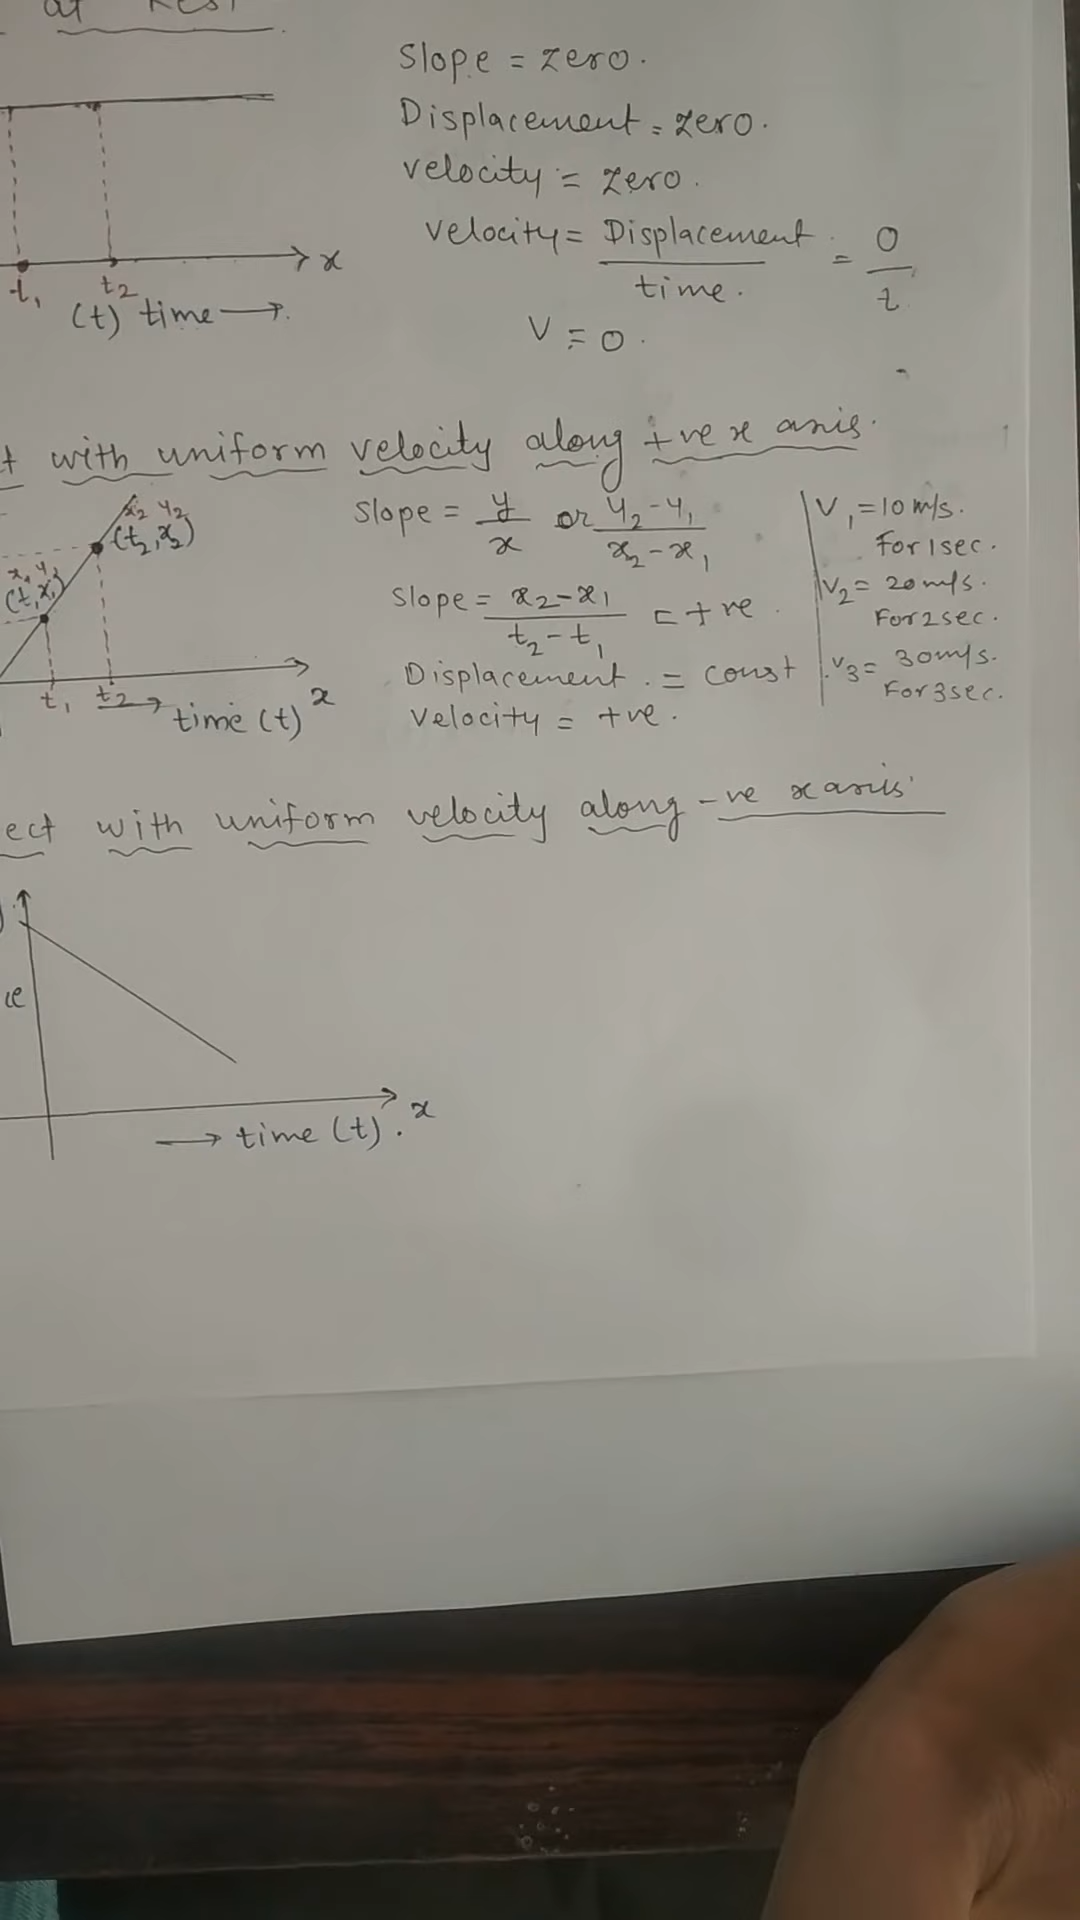 at Rest
Slope = zero.
Displacement = zero.
velocity = zero.
velocity = Displacement / time. = 0 / t
V = 0.
x
t1 t2
(t) time →
with uniform velocity along +ve x axis.
x2 y2
(t2, x2)
x1 y1
(t1, x1)
Slope = y / x or y2 - y1 / x2 - x1
Slope = x2 - x1 / t2 - t1 = +ve
Displacement . = const
Velocity = +ve.
V1 = 10 m/s.
For 1 sec.
V2 = 20 m/s.
For 2 sec.
V3 = 30 m/s.
For 3 sec.
t1 t2 → time (t) x
ect with uniform velocity along -ve x axis
ce
→ time (t). x